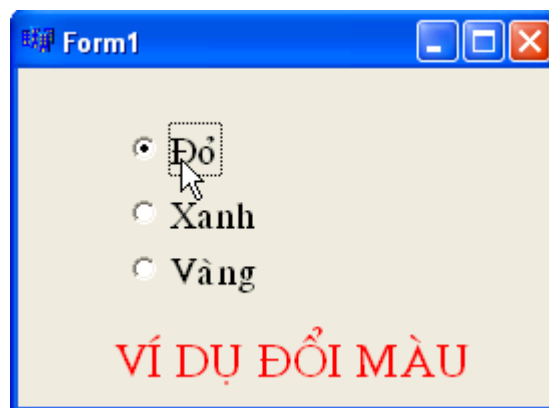 Form1
Đỏ
Xanh
Vàng
VÍ DỤ ĐỔI MÀU